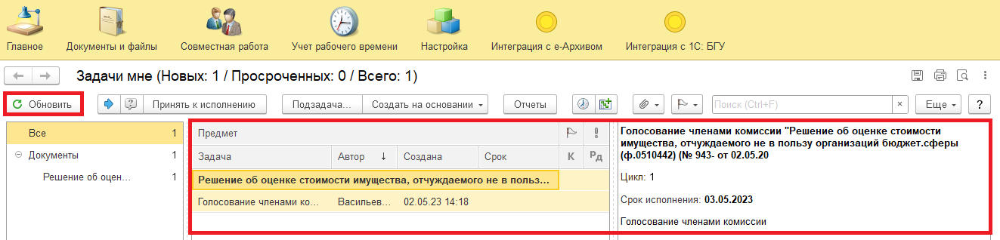 Главное Документы и файлы Совместная работа Учет рабочего времени Настройка Интеграция с е-Архивом Интеграция с 1С: БГУ
Задачи мне (Новых: 1 / Просроченных: 0 / Всего: 1)
Обновить Принять к исполнению Подзадача... Создать на основании Отчеты Поиск (Ctrl+F) × Еще ?
Все 1
Документы 1
Решение об оцен... 1
Предмет
Задача Автор ↓ Создана Срок К РД
Решение об оценке стоимости имущества, отчуждаемого не в польз...
Голосование членами ко... Васильев... 02.05.23 14:18
Голосование членами комиссии "Решение об оценке стоимости
имущества, отчуждаемого не в пользу организаций бюджет.сферы
(ф.0510442) (№ 943- от 02.05.20
Цикл: 1
Срок исполнения: 03.05.2023
Голосование членами комиссии